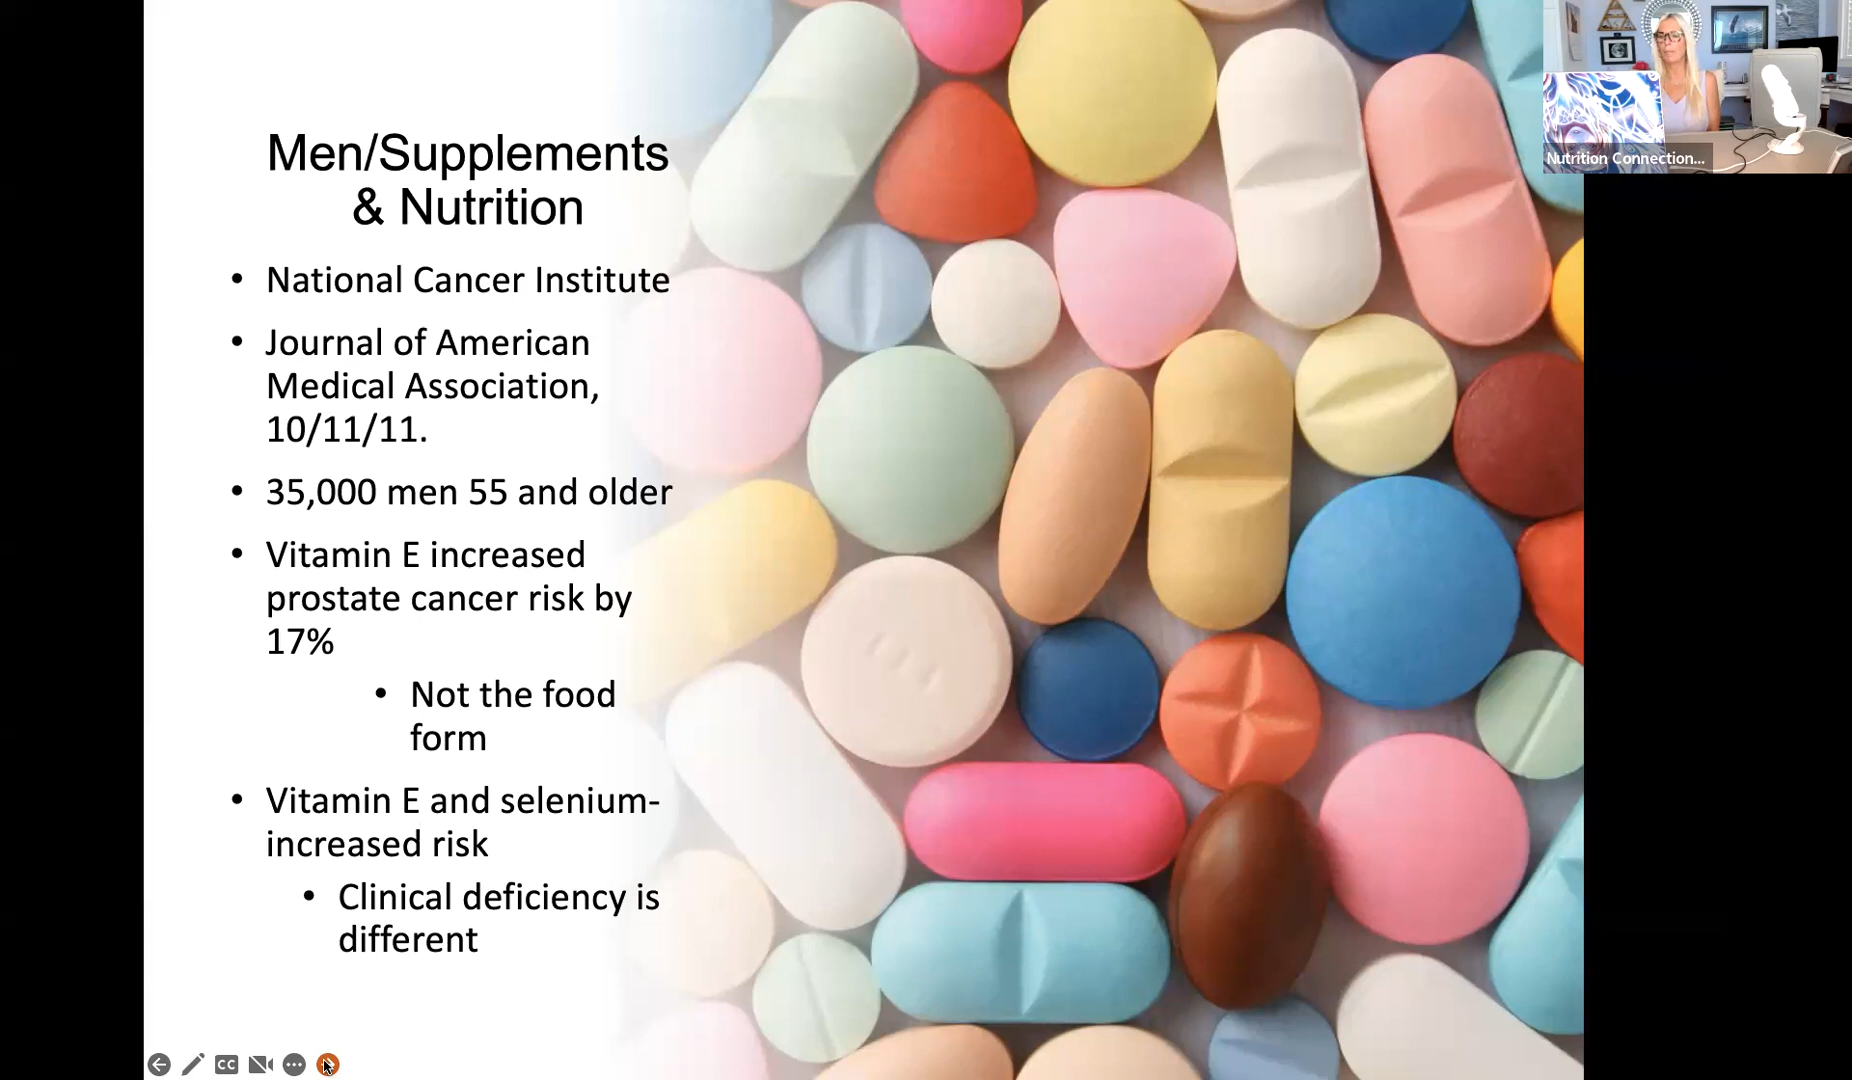 Men/Supplements
& Nutrition
• National Cancer Institute
• Journal of American
Medical Association,
10/11/11.
• 35,000 men 55 and older
• Vitamin E increased
prostate cancer risk by
17%
• Not the food
form
• Vitamin E and selenium-
increased risk
• Clinical deficiency is
different
Nutrition Connection...
CC